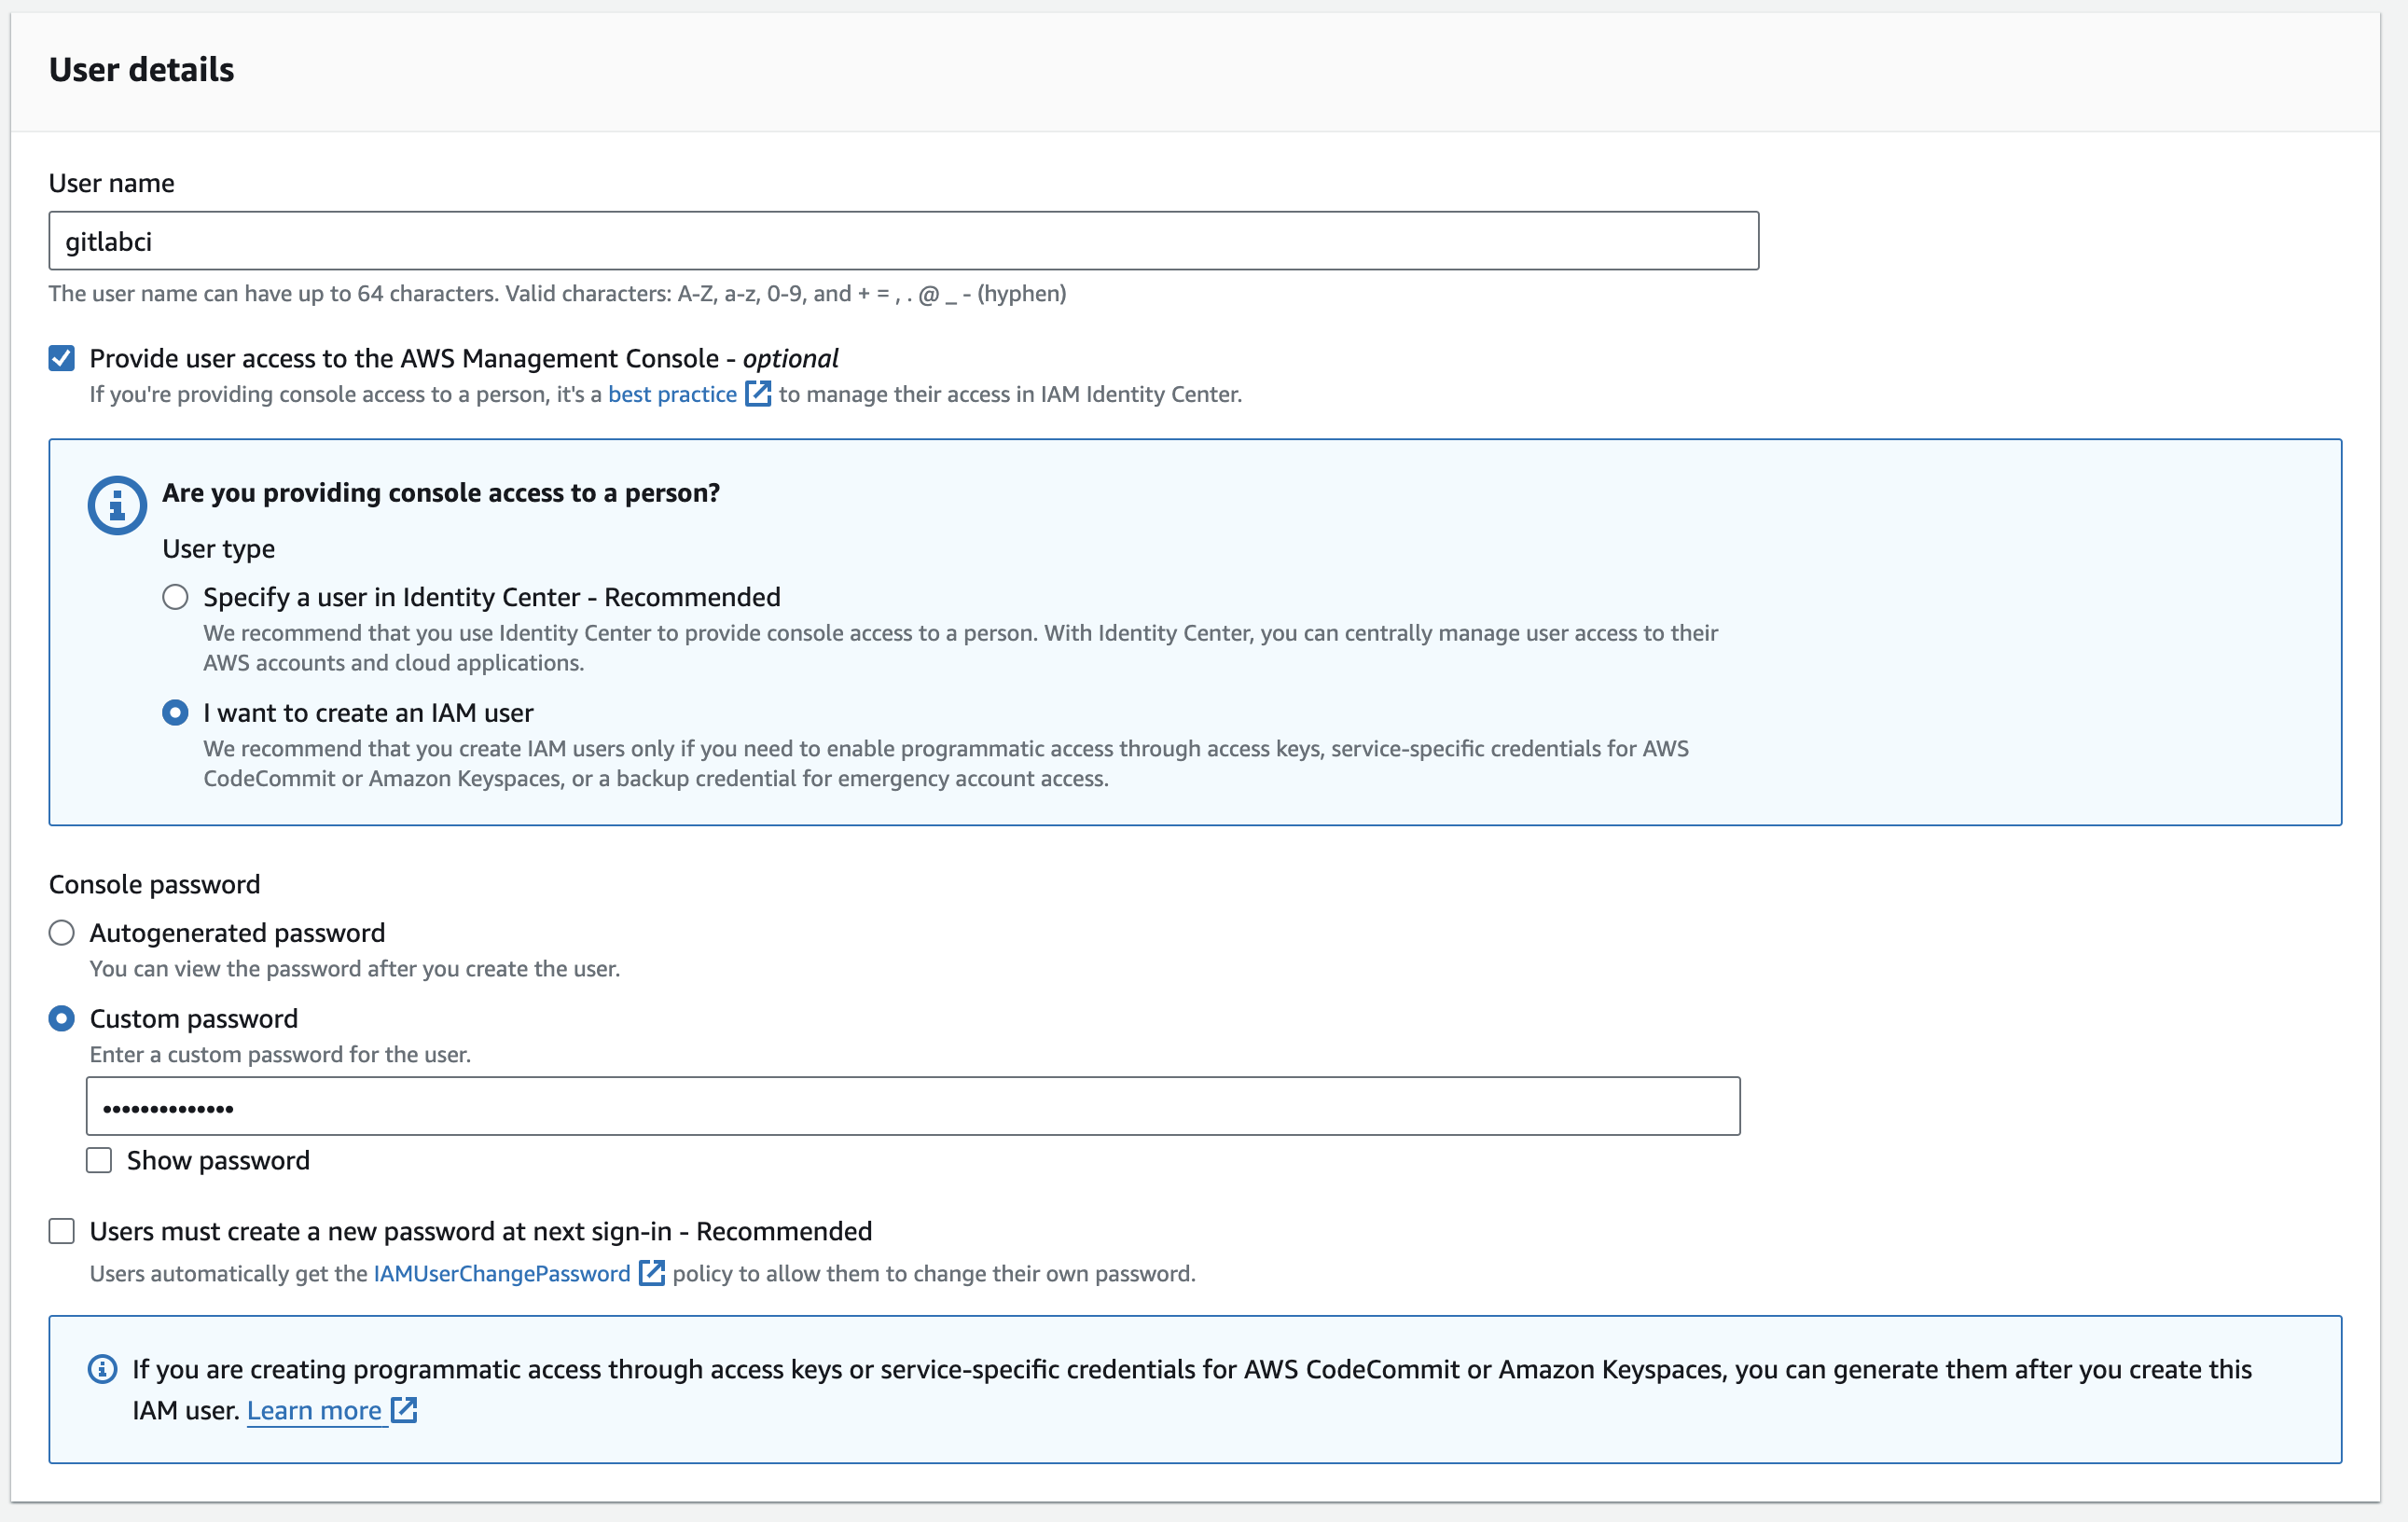 User details
User name
gitlabci
The user name can have up to 64 characters. Valid characters: A-Z, a-z, 0-9, and + = , . @ _ - (hyphen)
Provide user access to the AWS Management Console - optional
If you're providing console access to a person, it's a best practice to manage their access in IAM Identity Center.
Are you providing console access to a person?
User type
Specify a user in Identity Center - Recommended
We recommend that you use Identity Center to provide console access to a person. With Identity Center, you can centrally manage user access to their
AWS accounts and cloud applications.
I want to create an IAM user
We recommend that you create IAM users only if you need to enable programmatic access through access keys, service-specific credentials for AWS
CodeCommit or Amazon Keyspaces, or a backup credential for emergency account access.
Console password
Autogenerated password
You can view the password after you create the user.
Custom password
Enter a custom password for the user.
••••••••••••••
Show password
Users must create a new password at next sign-in - Recommended
Users automatically get the IAMUserChangePassword policy to allow them to change their own password.
If you are creating programmatic access through access keys or service-specific credentials for AWS CodeCommit or Amazon Keyspaces, you can generate them after you create this
IAM user. Learn more